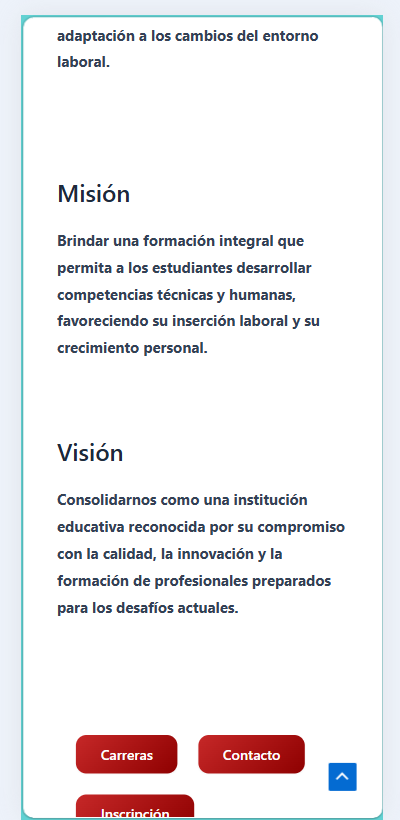 adaptación a los cambios del entorno
laboral.
Misión
Brindar una formación integral que
permita a los estudiantes desarrollar
competencias técnicas y humanas,
favoreciendo su inserción laboral y su
crecimiento personal.
Visión
Consolidarnos como una institución
educativa reconocida por su compromiso
con la calidad, la innovación y la
formación de profesionales preparados
para los desafíos actuales.
Carreras Contacto
Inscripción